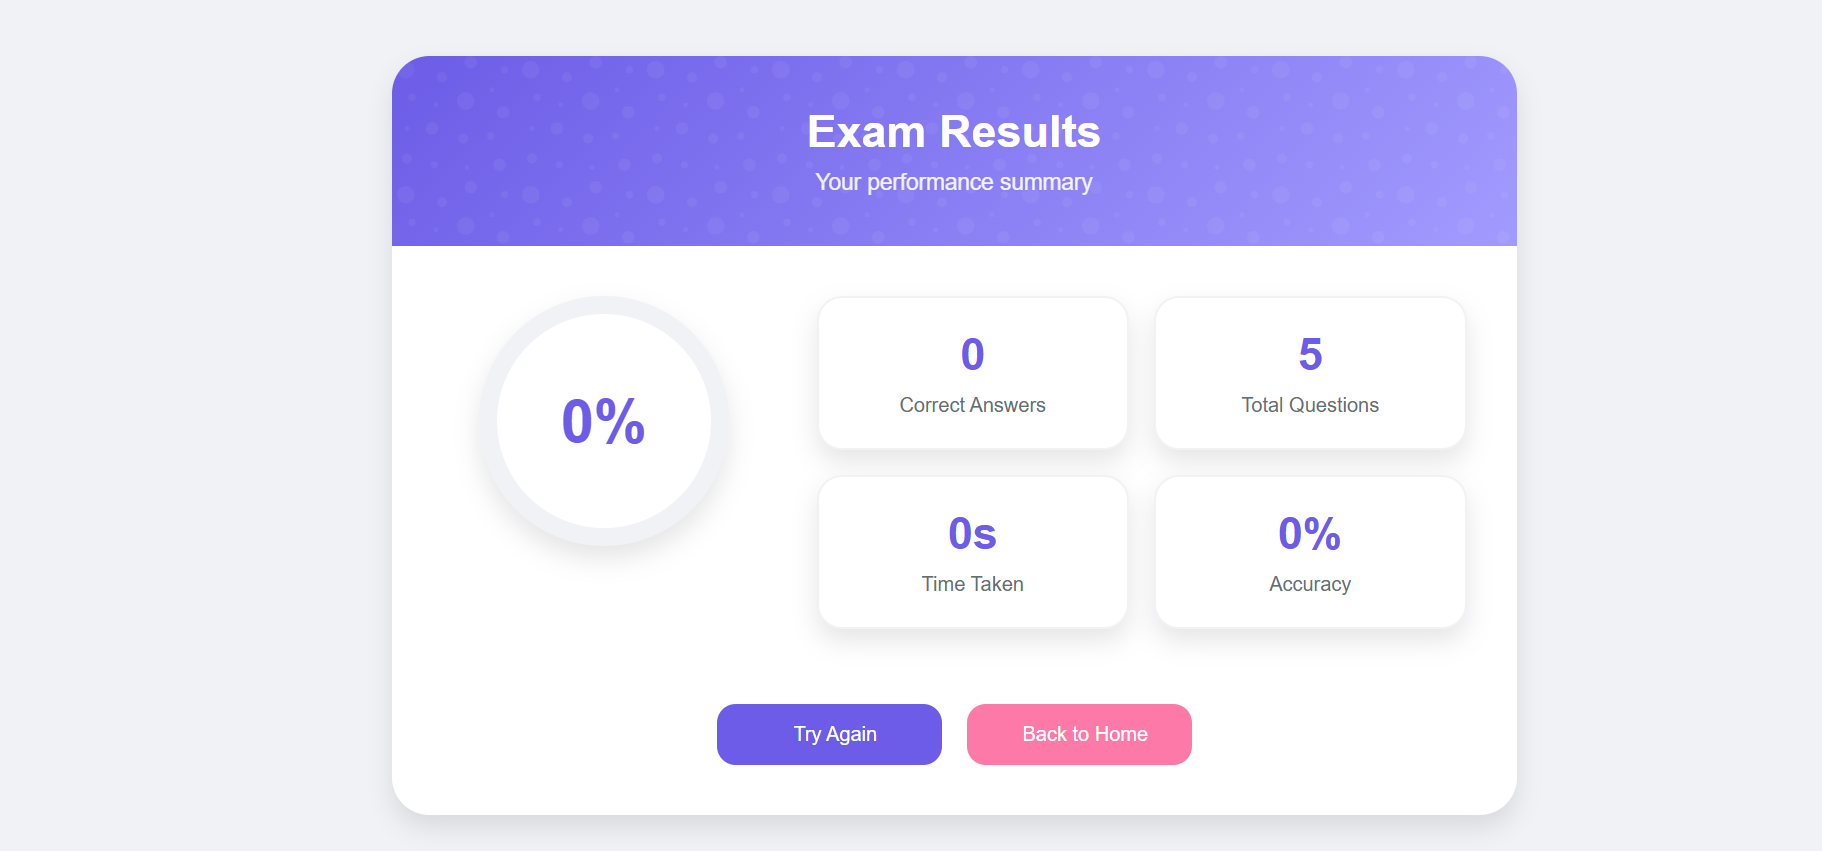 Exam Results
Your performance summary
0%
0
Correct Answers
5
Total Questions
0s
Time Taken
0%
Accuracy
Try Again
Back to Home